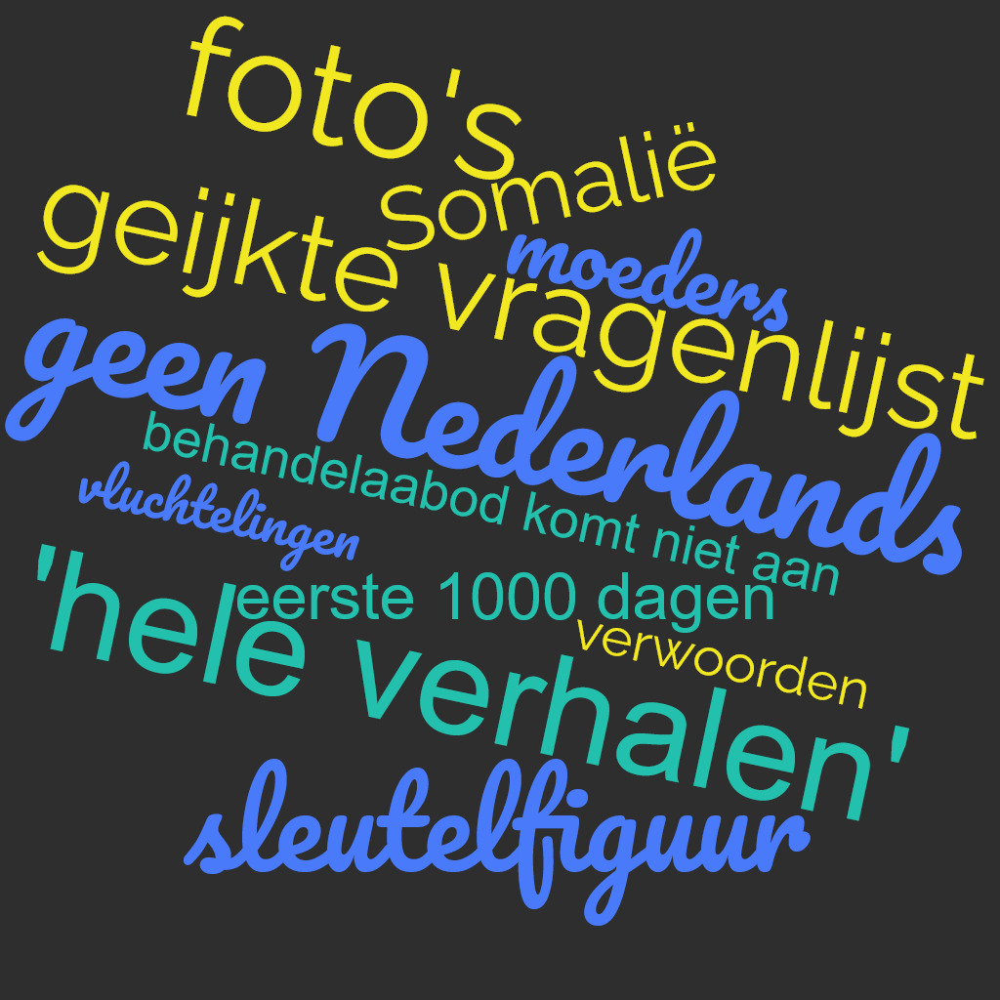 foto's
Somalië
geijkte vragenlijst
moeders
geen Nederlands
behandelaabod komt niet aan
vluchtelingen
eerste 1000 dagen
'hele verhalen'
verwoorden
sleutelfiguur